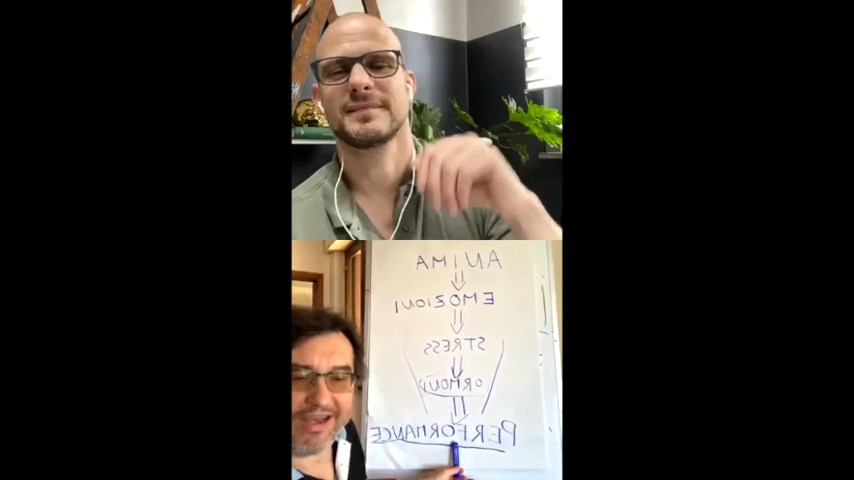 ANIMA
EMOZIONI
STRESS
ORMONI
PERFORMANCE